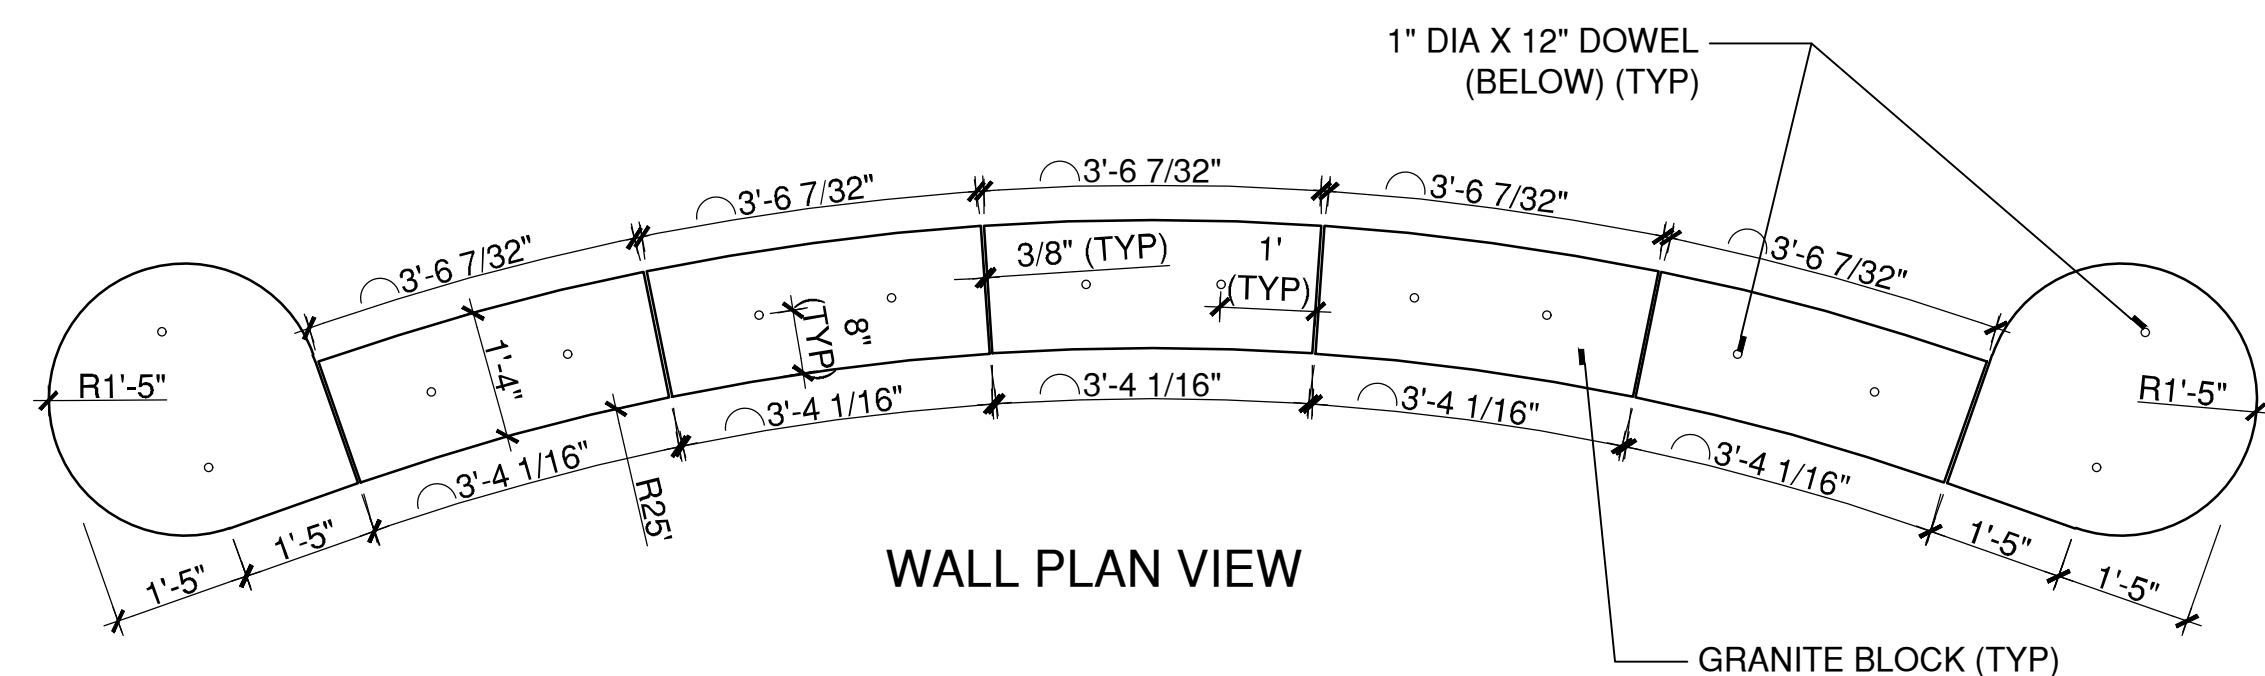 1" DIA X 12" DOWEL
(BELOW) (TYP)
3'-6 7/32"
3'-6 7/32"
3'-6 7/32"
3'-6 7/32"
3'-6 7/32"
3/8" (TYP)
1'
(TYP)
8"
(TYP)
1'-4"
R1'-5"
R1'-5"
3'-4 1/16"
3'-4 1/16"
3'-4 1/16"
3'-4 1/16"
3'-4 1/16"
R25'
1'-5"
1'-5"
1'-5"
1'-5"
WALL PLAN VIEW
GRANITE BLOCK (TYP)